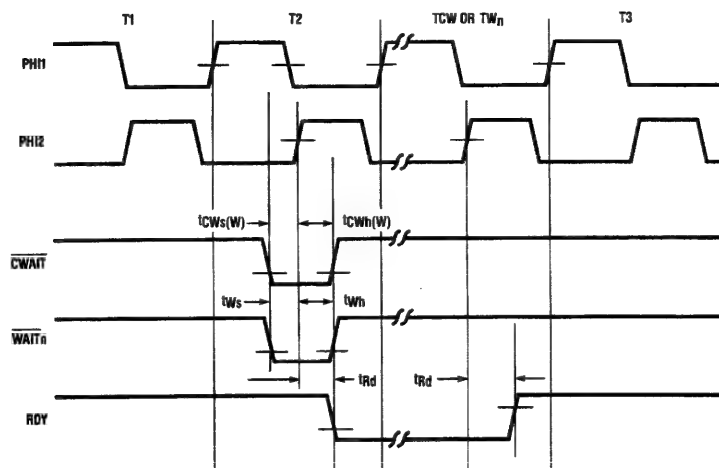 T1 T2 TCW OR TWn T3
PHI1
PHI2
tCWs(W) tCWh(W)
CWAIT
tWs tWh
WAITn
tRd tRd
RDY